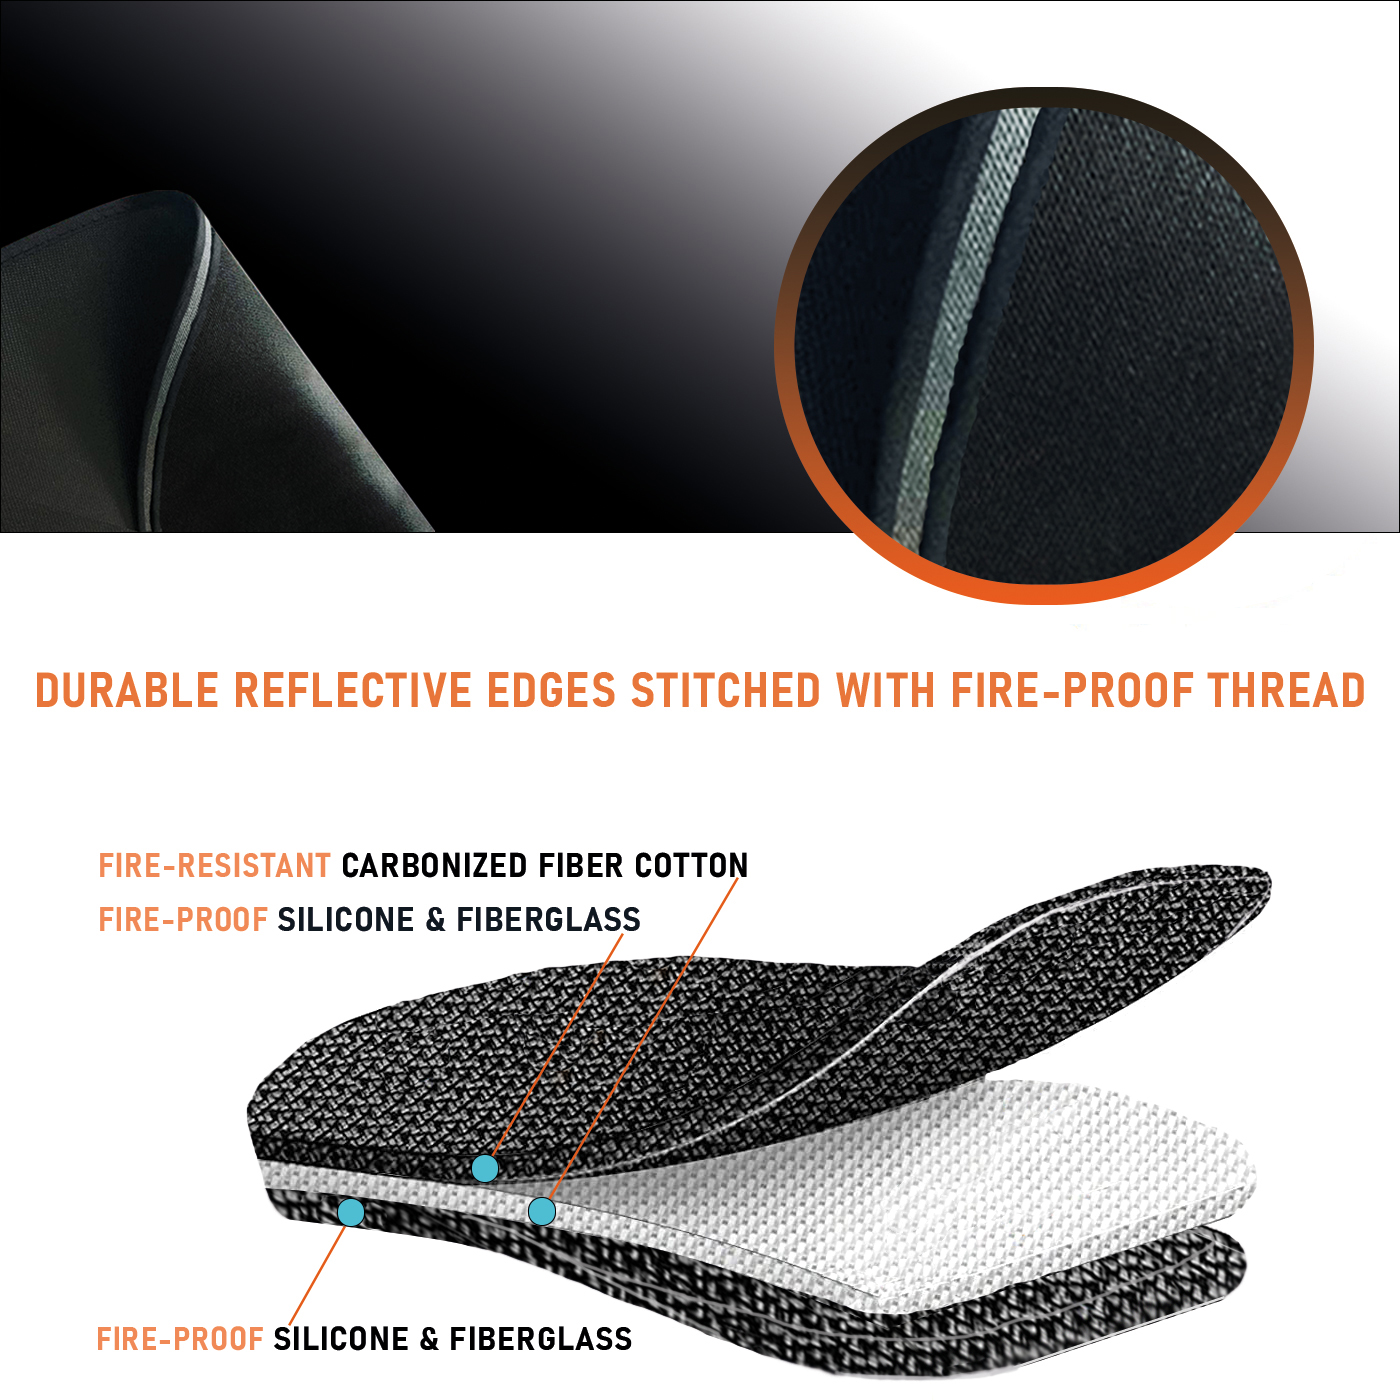 DURABLE REFLECTIVE EDGES STITCHED WITH FIRE-PROOF THREAD
FIRE-RESISTANT CARBONIZED FIBER COTTON
FIRE-PROOF SILICONE & FIBERGLASS
FIRE-PROOF SILICONE & FIBERGLASS